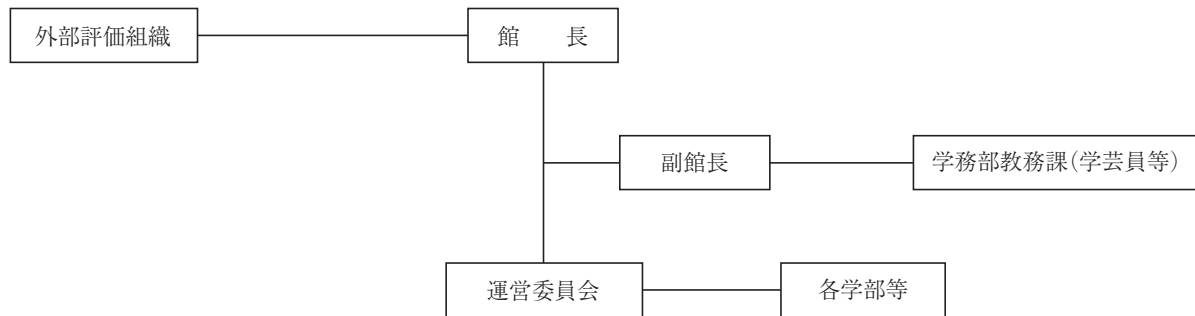 外部評価組織
館　　長
副館長
学務部教務課（学芸員等）
運営委員会
各学部等